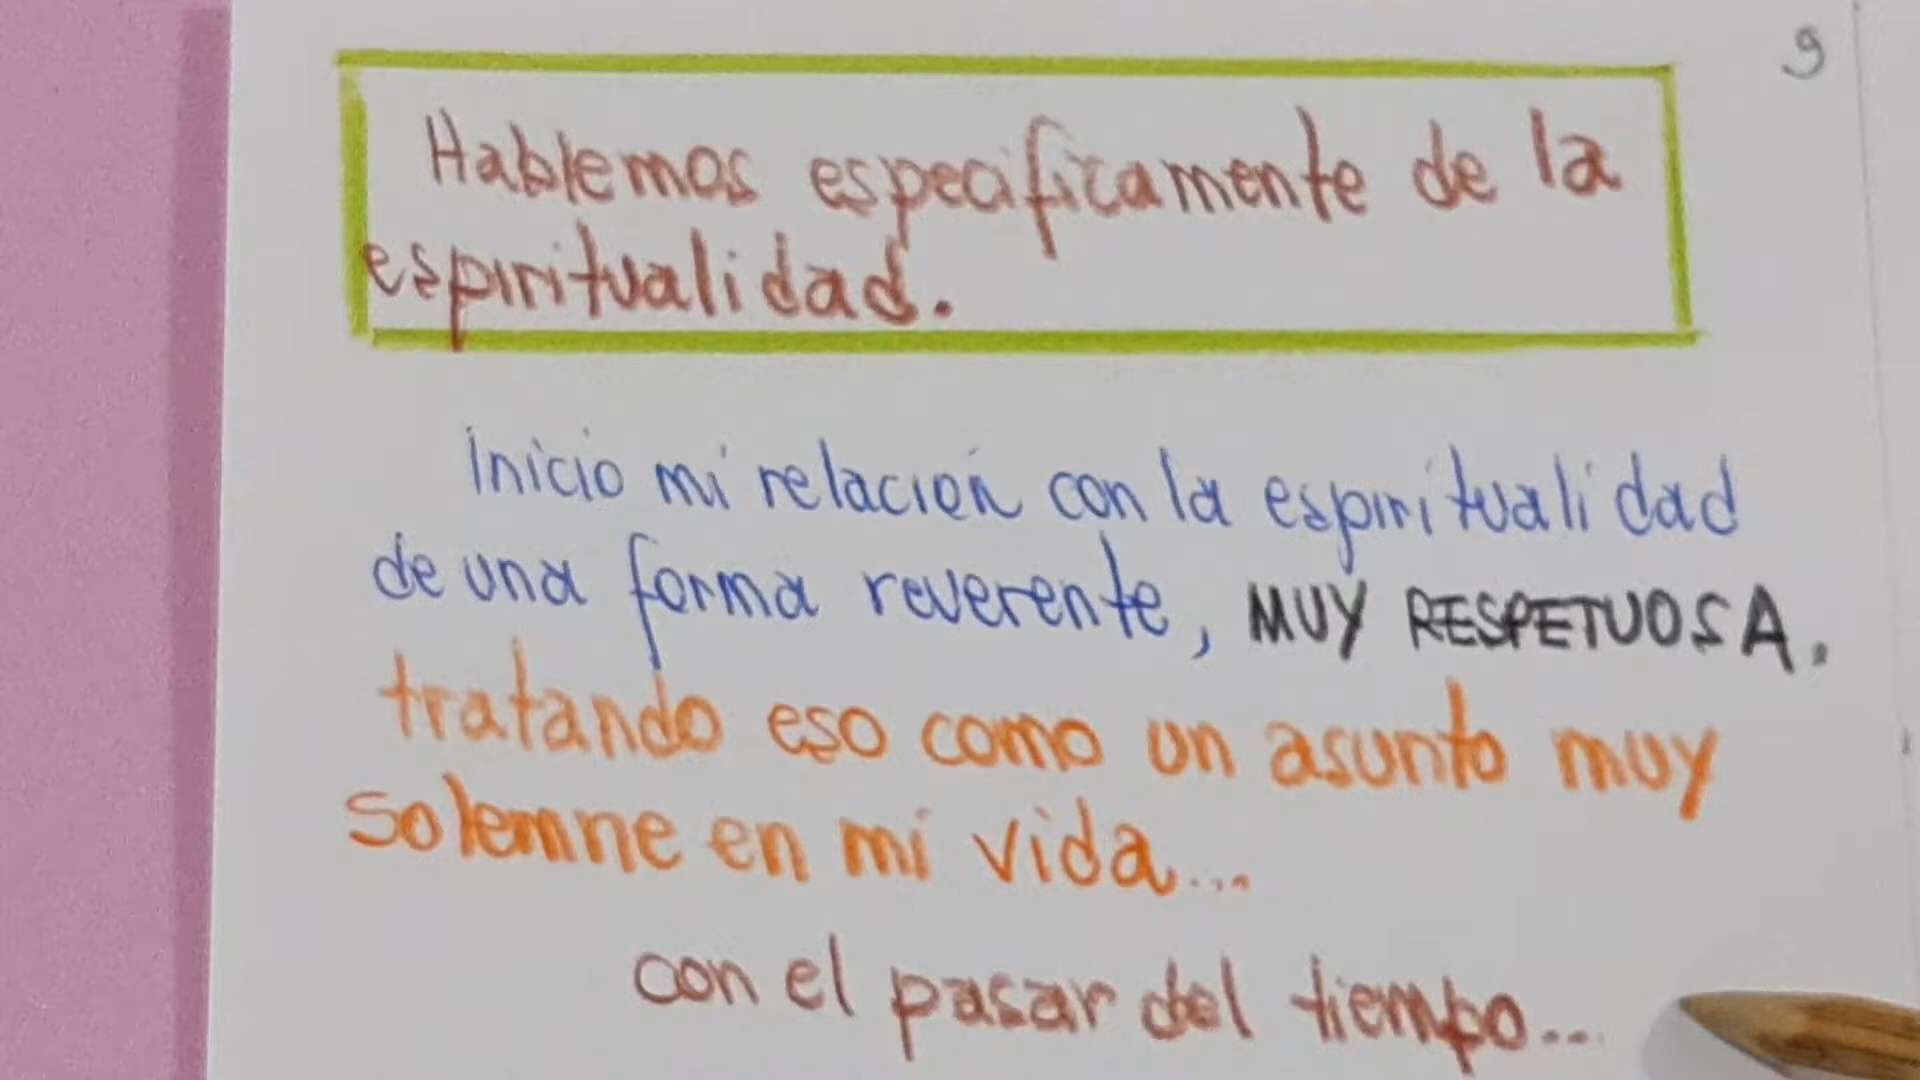 9
Hablemos especificamente de la
espiritualidad.
Inicio mi relación con la espiritualidad
de una forma reverente, MUY RESPETUOSA.
tratando eso como un asunto muy
solemne en mi vida...
con el pasar del tiempo...